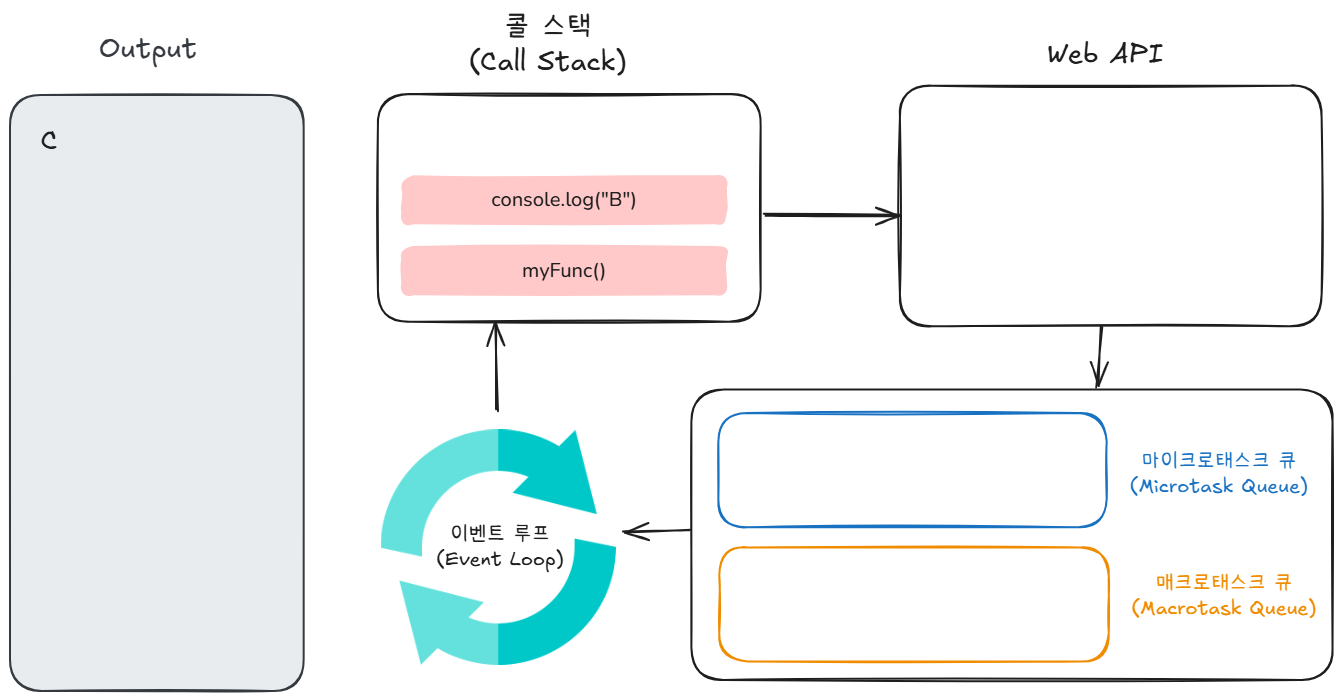 Output
C
콜 스택
(Call Stack)
console.log("B")
myFunc()
Web API
이벤트 루프
(Event Loop)
마이크로태스크 큐
(Microtask Queue)
매크로태스크 큐
(Macrotask Queue)